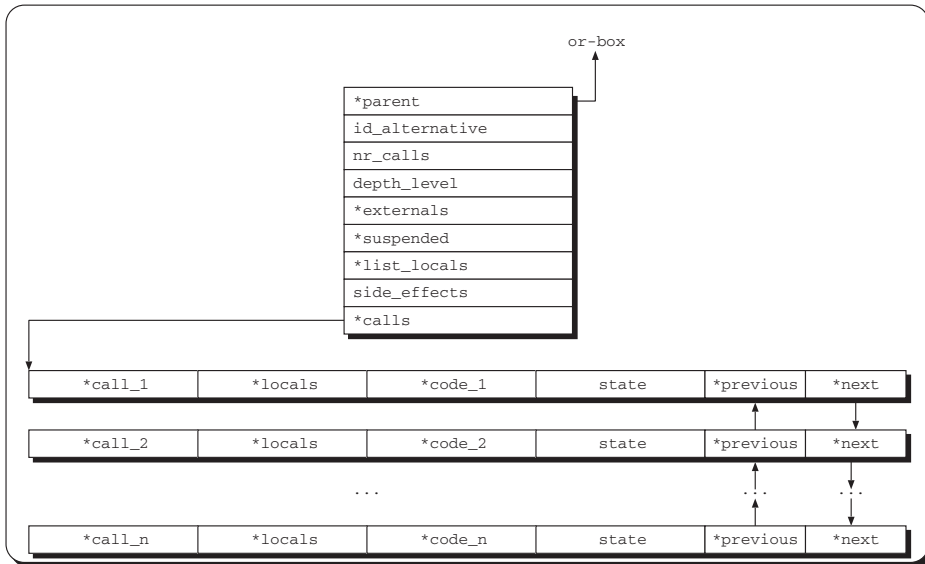 or-box
*parent
id_alternative
nr_calls
depth_level
*externals
*suspended
*list_locals
side_effects
*calls
*call_1 *locals *code_1 state *previous *next
*call_2 *locals *code_2 state *previous *next
... ... ...
*call_n *locals *code_n state *previous *next